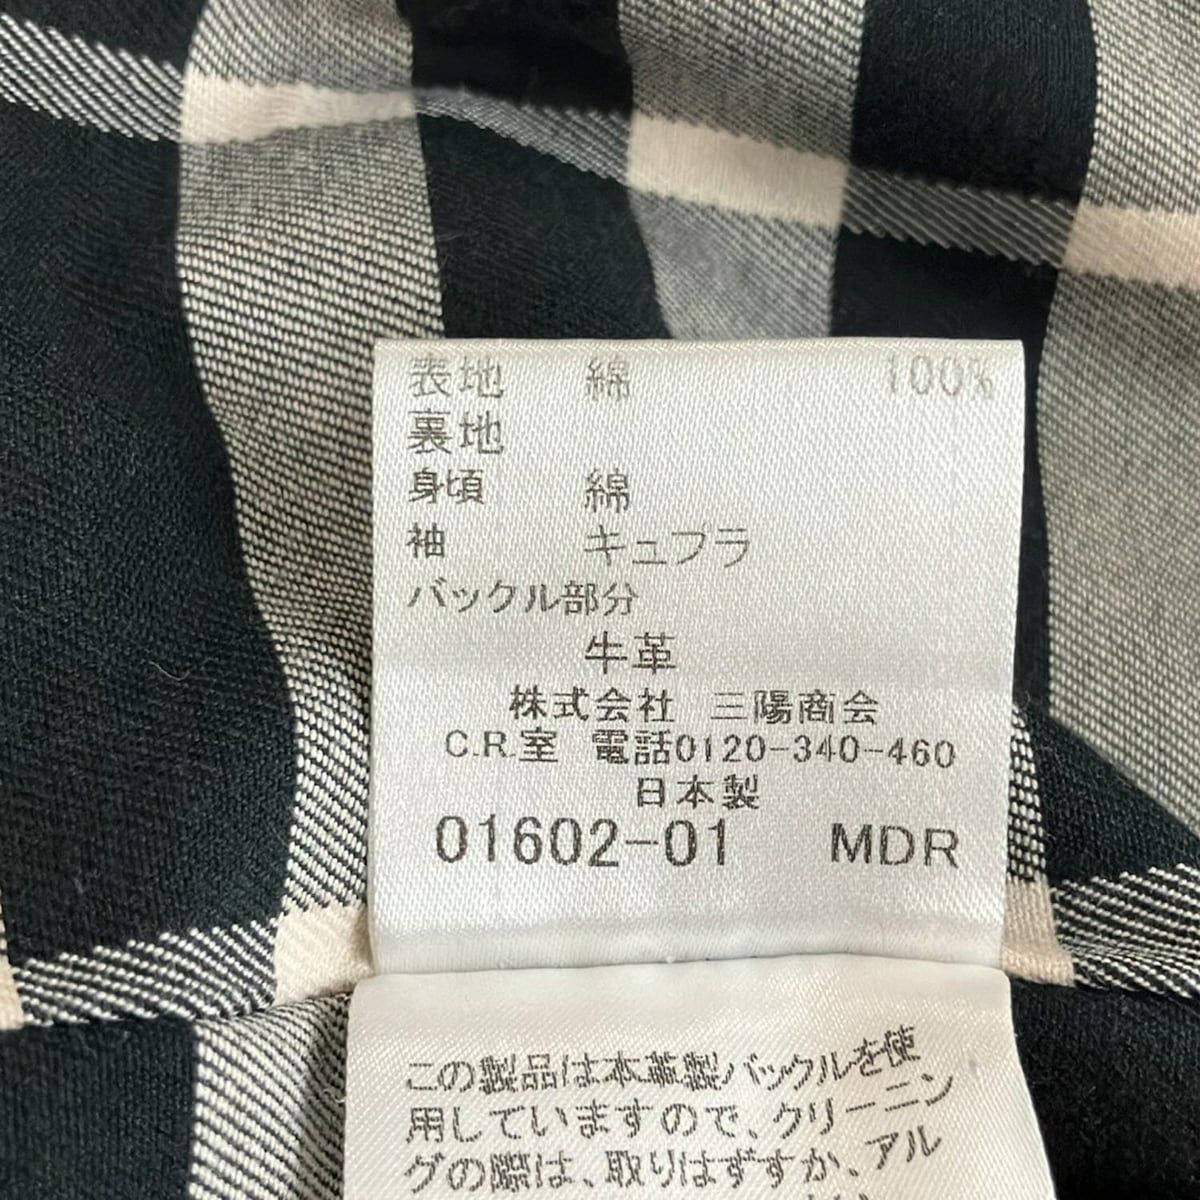 表地 綿 100%
裏地
身頃 綿
袖 キュプラ
バックル部分
牛革
株式会社 三陽商会
C.R.室 電話0120-340-460
日本製
01602-01 MDR
この製品は本革製バックルを使
用していますので、クリーニン
グの際は、取りはずすか、アル